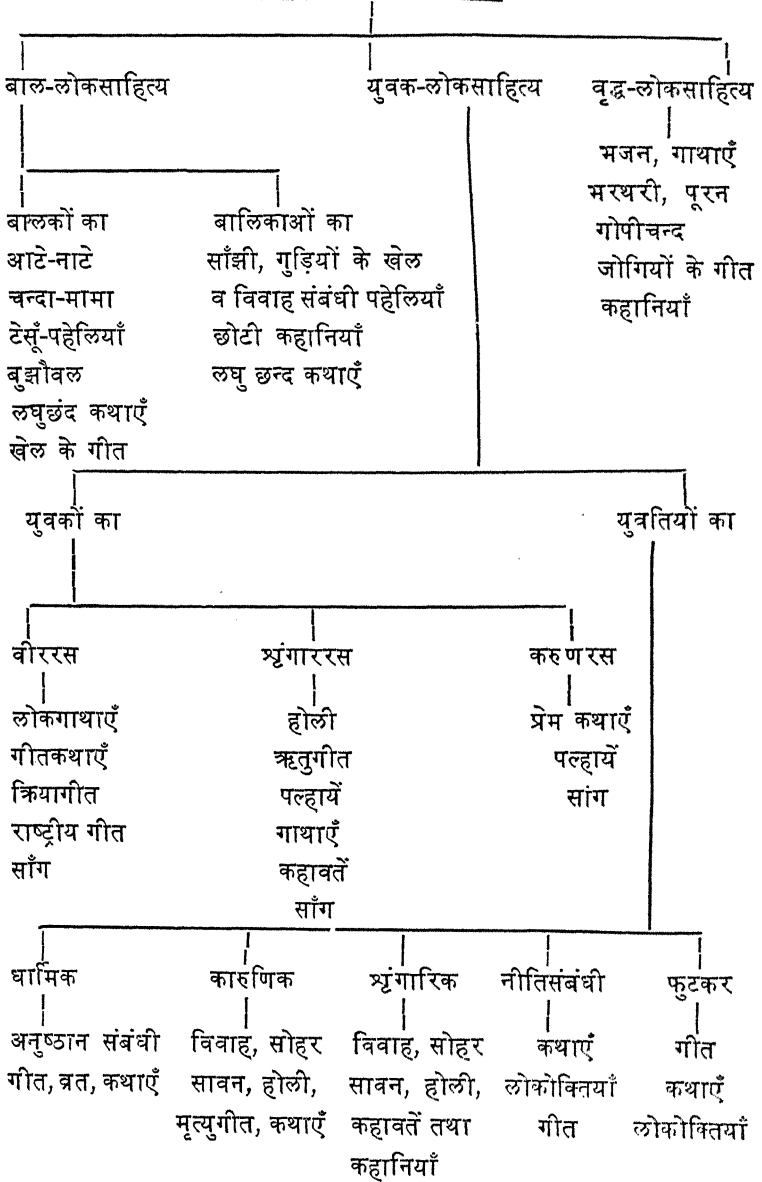 बाल-लोकसाहित्य
युवक-लोकसाहित्य
वृद्ध-लोकसाहित्य
भजन, गाथाएँ
भरथरी, पूरन
गोपीचन्द
जोगियों के गीत
कहानियाँ
बालकों का
आटे-नाटे
चन्दा-मामा
टेसूँ-पहेलियाँ
बुझौवल
लघुछंद कथाएँ
खेल के गीत
बालिकाओं का
साँझी, गुड़ियों के खेल
व विवाह संबंधी पहेलियाँ
छोटी कहानियाँ
लघु छन्द कथाएँ
युवकों का
युवतियों का
वीररस
लोकगाथाएँ
गीतकथाएँ
क्रियागीत
राष्ट्रीय गीत
साँग
श्रृंगाररस
होली
ऋतुगीत
पल्हायें
गाथाएँ
कहावतें
साँग
करुणरस
प्रेम कथाएँ
पल्हायें
सांग
धार्मिक
अनुष्ठान संबंधी
गीत, व्रत, कथाएँ
कारुणिक
विवाह, सोहर
सावन, होली,
मृत्युगीत, कथाएँ
श्रृंगारिक
विवाह, सोहर
सावन, होली,
कहावतें तथा
कहानियाँ
नीतिसंबंधी
कथाएँ
लोकोक्तियाँ
गीत
फुटकर
गीत
कथाएँ
लोकोक्तियाँ